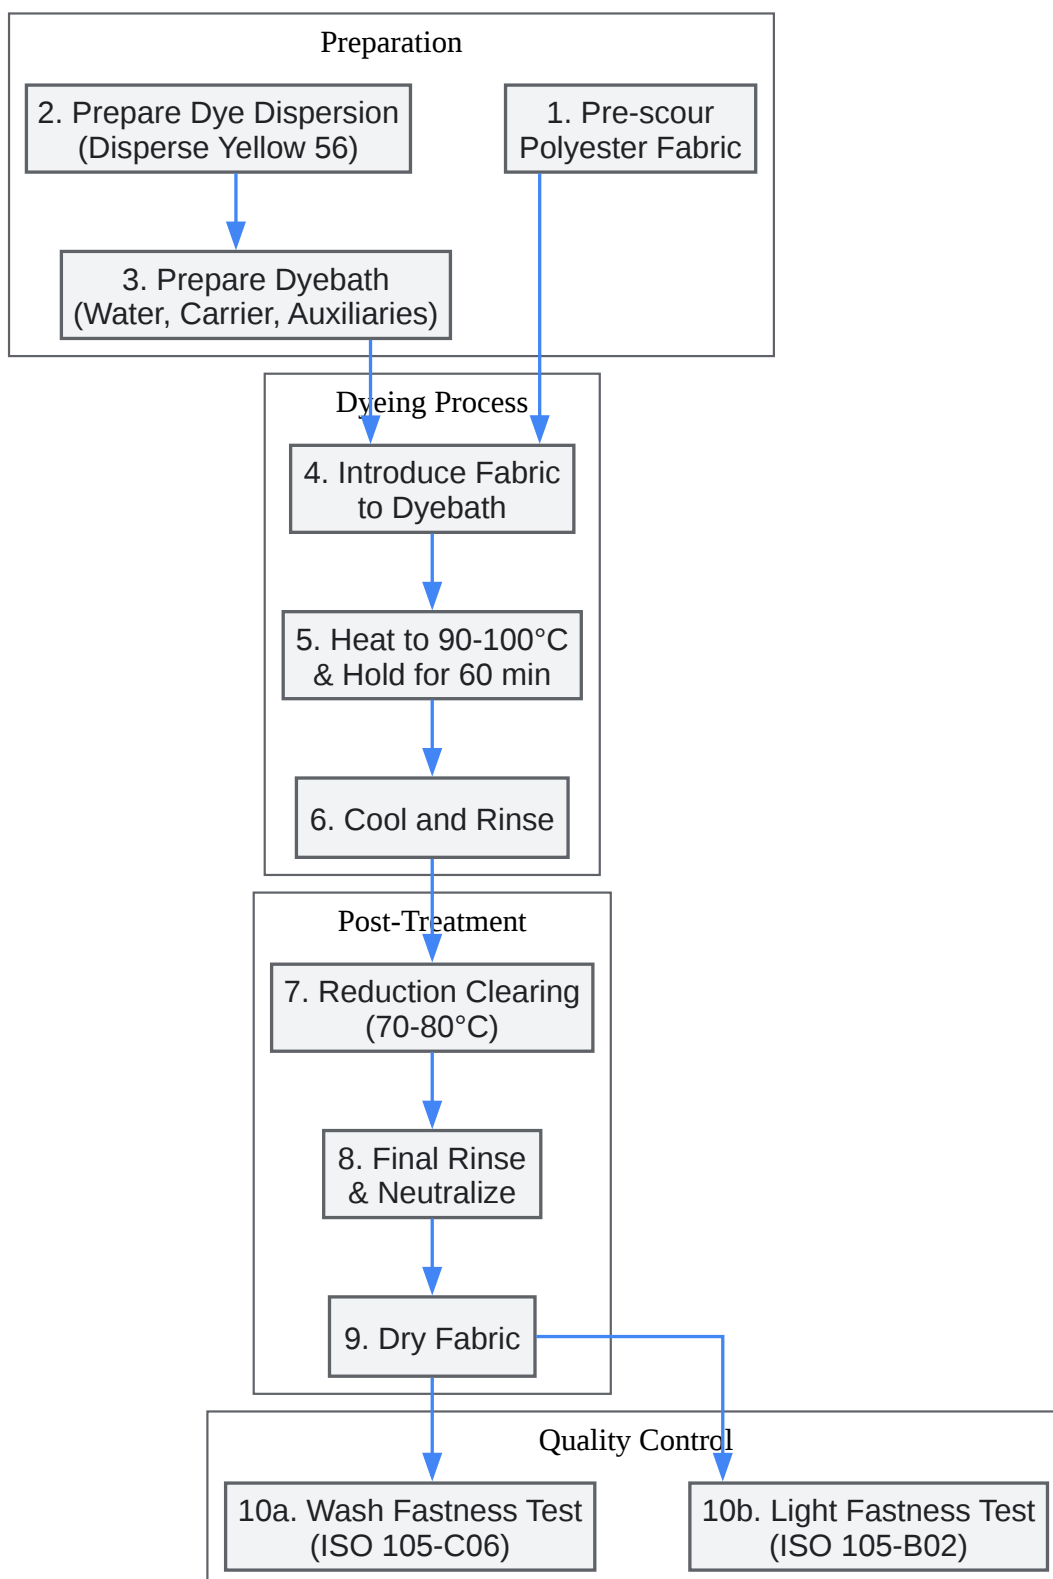 Preparation
2. Prepare Dye Dispersion
(Disperse Yellow 56)
1. Pre-scour
Polyester Fabric
3. Prepare Dyebath
(Water, Carrier, Auxiliaries)
Dyeing Process
4. Introduce Fabric
to Dyebath
5. Heat to 90-100°C
& Hold for 60 min
6. Cool and Rinse
Post-Treatment
7. Reduction Clearing
(70-80°C)
8. Final Rinse
& Neutralize
9. Dry Fabric
Quality Control
10a. Wash Fastness Test
(ISO 105-C06)
10b. Light Fastness Test
(ISO 105-B02)